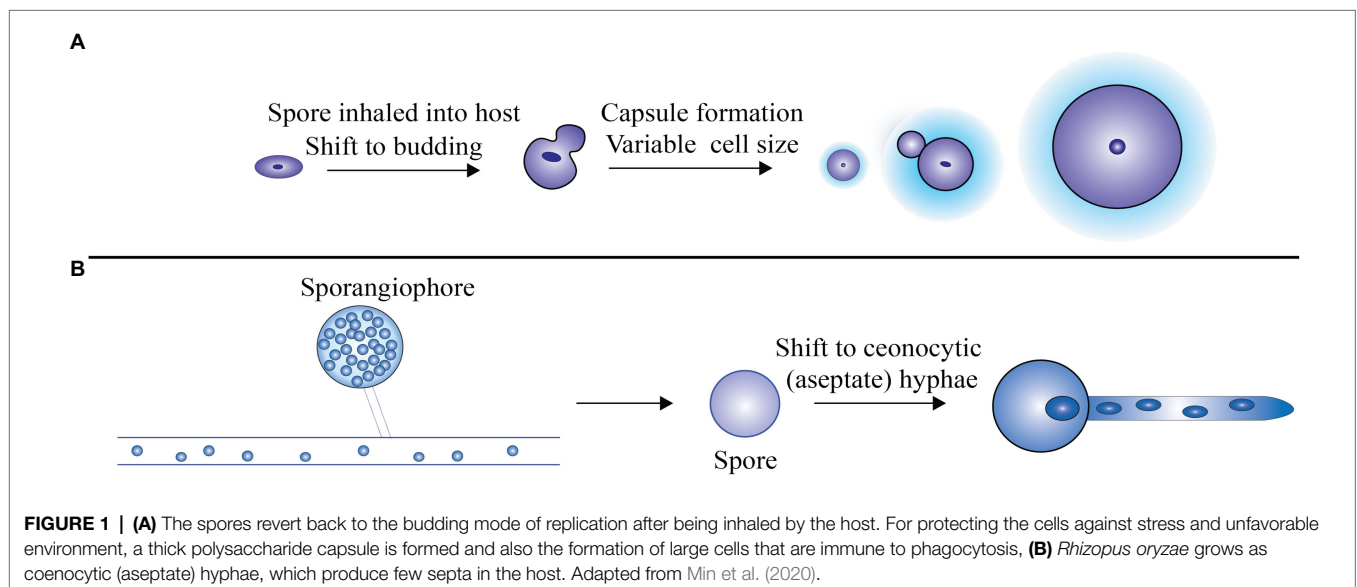 A
Spore inhaled into host
Shift to budding
Capsule formation
Variable cell size
B
Sporangiophore
Shift to ceonocytic
(aseptate) hyphae
Spore
FIGURE 1 | (A) The spores revert back to the budding mode of replication after being inhaled by the host. For protecting the cells against stress and unfavorable
environment, a thick polysaccharide capsule is formed and also the formation of large cells that are immune to phagocytosis, (B) Rhizopus oryzae grows as
coenocytic (aseptate) hyphae, which produce few septa in the host. Adapted from Min et al. (2020).